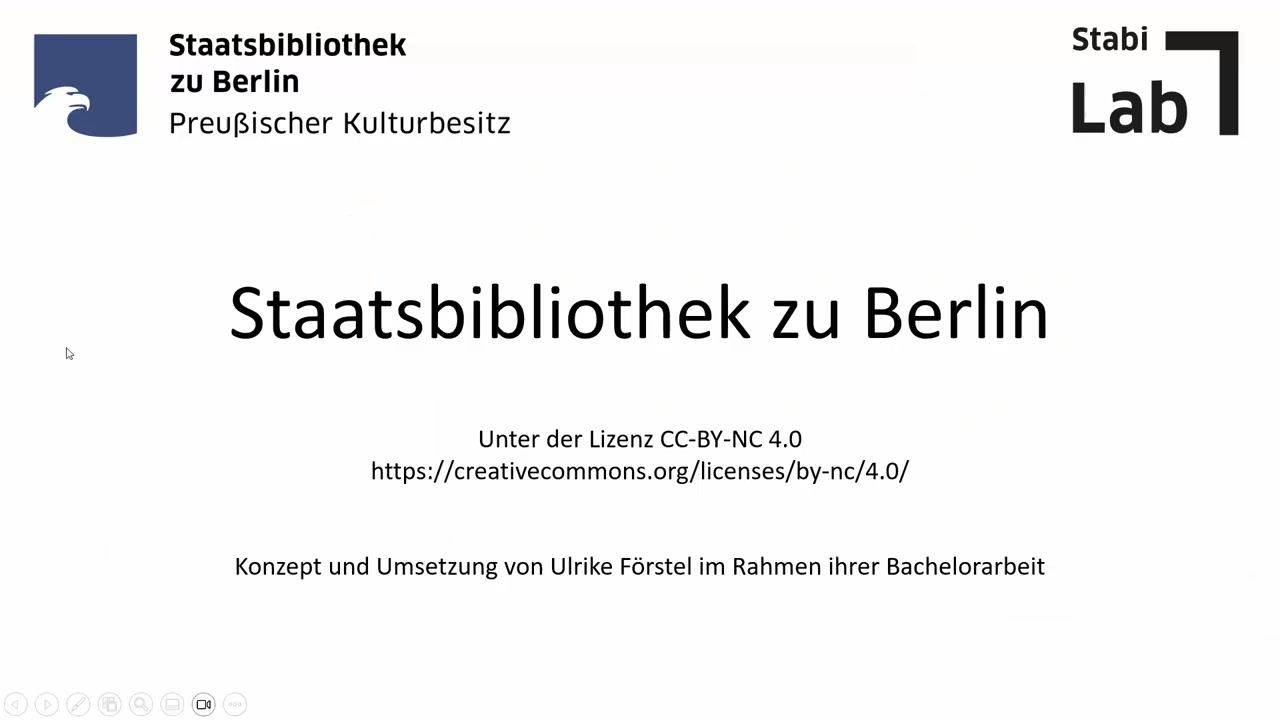 Staatsbibliothek
zu Berlin
Preußischer Kulturbesitz
Stabi
Lab
Staatsbibliothek zu Berlin
Unter der Lizenz CC-BY-NC 4.0
https://creativecommons.org/licenses/by-nc/4.0/
Konzept und Umsetzung von Ulrike Förstel im Rahmen ihrer Bachelorarbeit